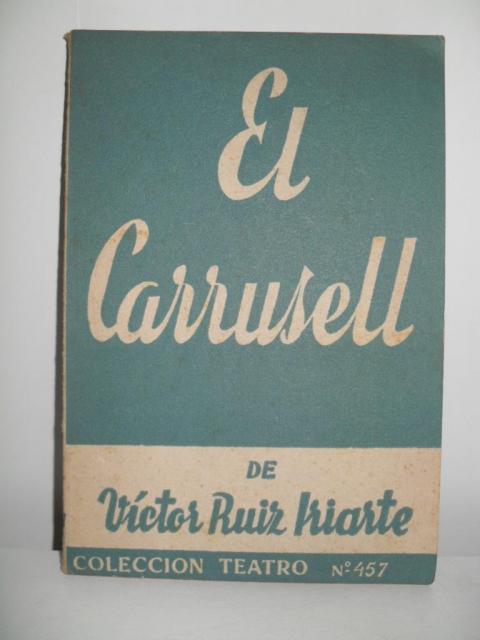 El
Carrusell
DE
Víctor Ruiz Iriarte
COLECCION TEATRO Nº 457